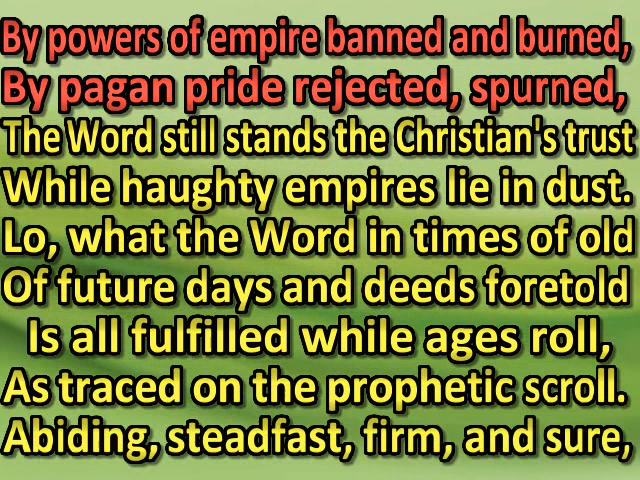 By powers of empire banned and burned,
By pagan pride rejected, spurned,
The Word still stands the Christian's trust
While haughty empires lie in dust.
Lo, what the Word in times of old
Of future days and deeds foretold
Is all fulfilled while ages roll,
As traced on the prophetic scroll.
Abiding, steadfast, firm, and sure,